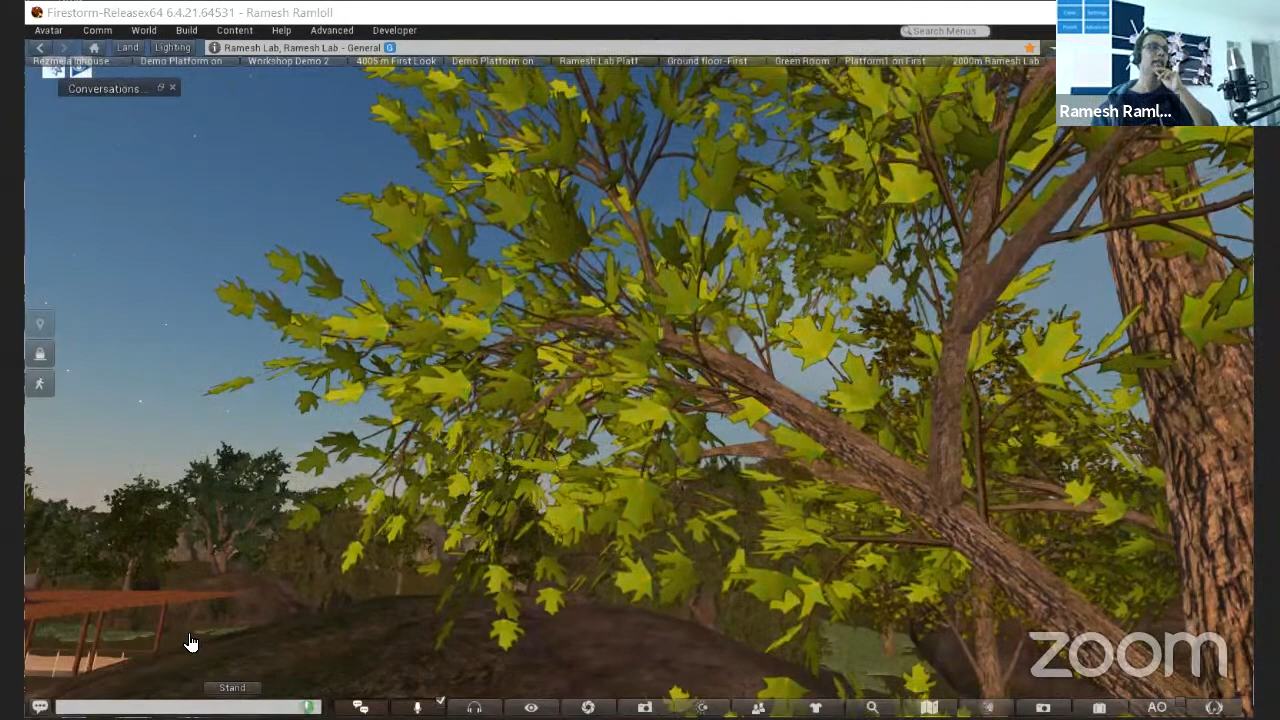 Firestorm-Releasex64 6.4.21.64531 - Ramesh Ramloll
Avatar Comm World Build Content Help Advanced Developer Search Menus
Land Lighting Ramesh Lab, Ramesh Lab - General G
Demo Platform on Workshop Demo 2 4005 m First Look Demo Platform on Ramesh Lab Platf Ground floor-First Green Room Platform1 on First 2000m Ramesh Lab
Conversations...
Ramesh Raml...
zoom
Stand
AO